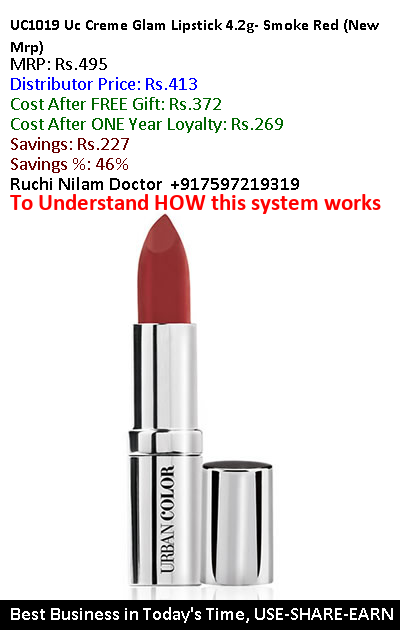 UC1019 Uc Creme Glam Lipstick 4.2g- Smoke Red (New
Mrp)
MRP: Rs.495
Distributor Price: Rs.413
Cost After FREE Gift: Rs.372
Cost After ONE Year Loyalty: Rs.269
Savings: Rs.227
Savings %: 46%
Ruchi Nilam Doctor +917597219319
To Understand HOW this system works
URBAN COLOR
Best Business in Today's Time, USE-SHARE-EARN